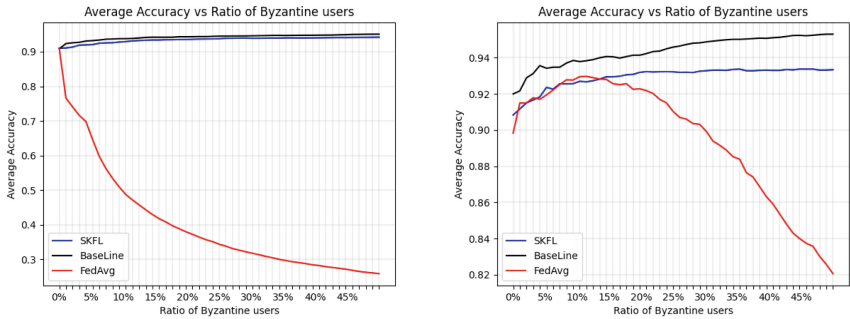 Average Accuracy vs Ratio of Byzantine users
0.9
0.8
0.7
0.6
0.5
0.4
0.3
Average Accuracy
SKFL
BaseLine
FedAvg
0% 5% 10% 15% 20% 25% 30% 35% 40% 45%
Ratio of Byzantine users
Average Accuracy vs Ratio of Byzantine users
0.94
0.92
0.90
0.88
0.86
0.84
0.82
Average Accuracy
SKFL
BaseLine
FedAvg
0% 5% 10% 15% 20% 25% 30% 35% 40% 45%
Ratio of Byzantine users